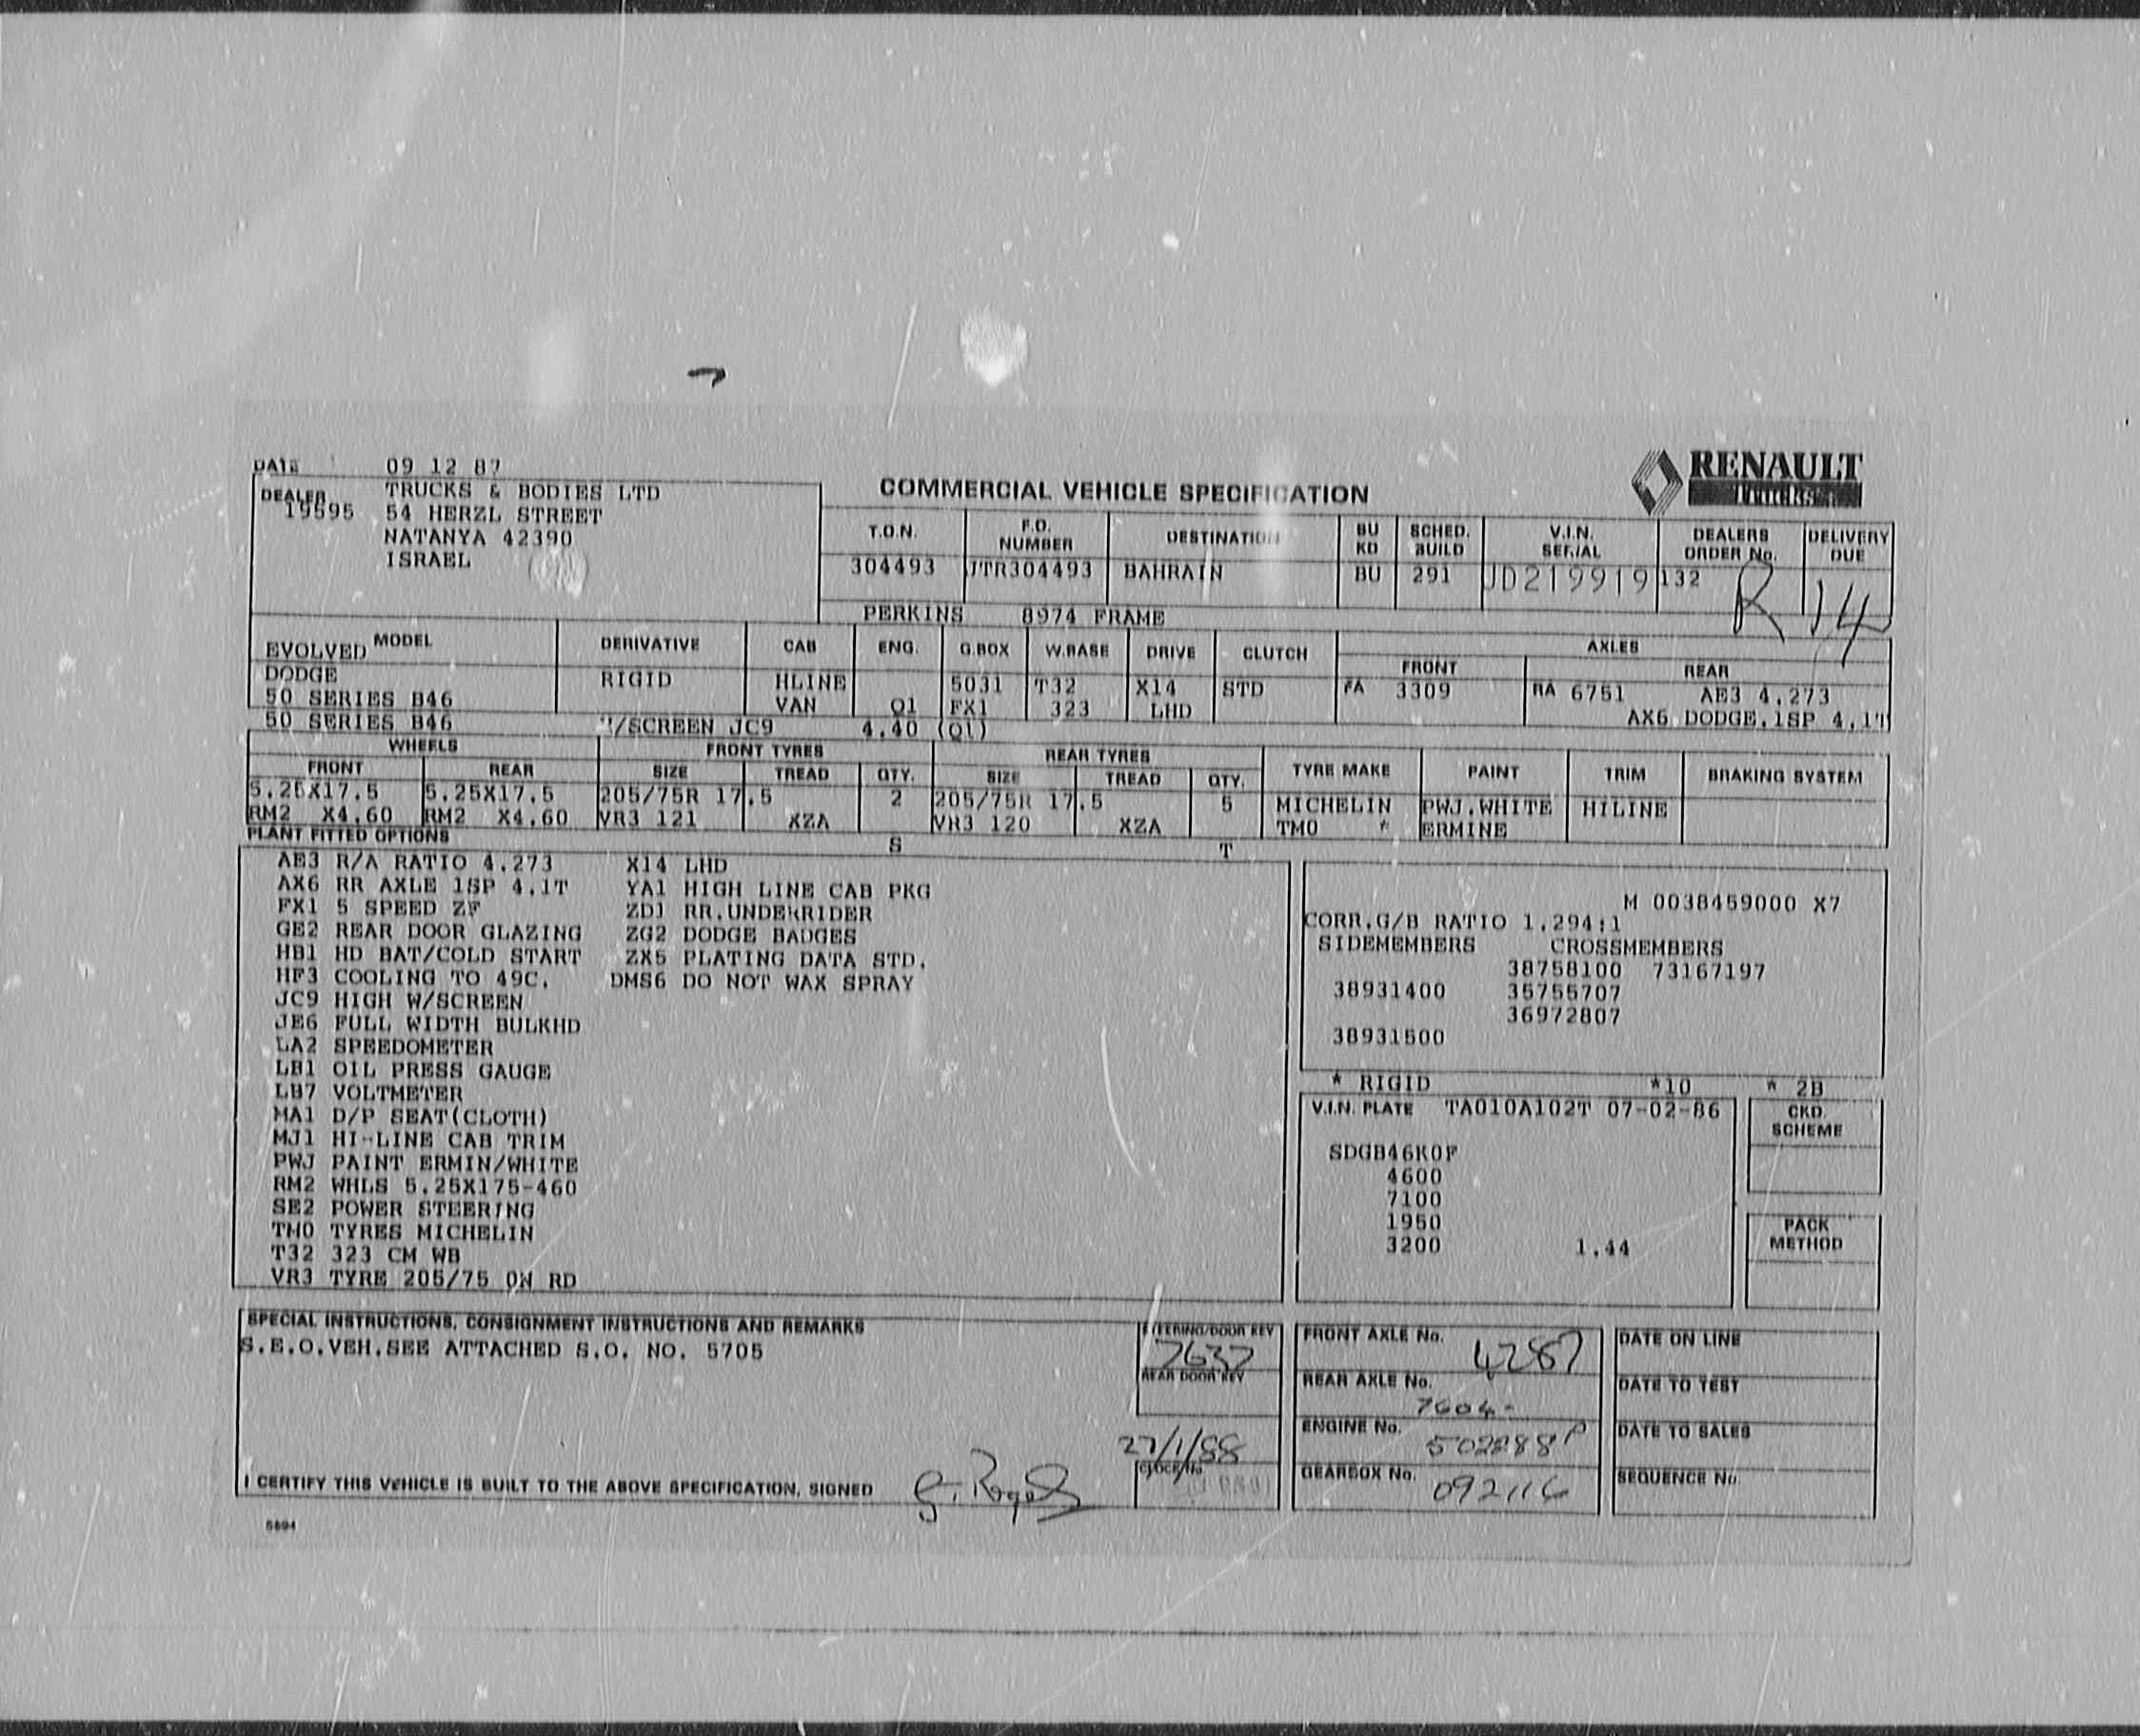 DATE 09 12 87
RENAULT
Trucks
DEALER TRUCKS & BODIES LTD
19595 54 HERZL STREET
NATANYA 42390
ISRAEL
COMMERCIAL VEHICLE SPECIFICATION
T.O.N. F.O. NUMBER DESTINATION BU KD SCHED. BUILD V.I.N. SERIAL DEALERS ORDER No. DELIVERY DUE
304493 JTR304493 BAHRAIN BU 291 JD219919 132 R 14
PERKINS 8974 FRAME
MODEL DERIVATIVE CAB ENG. G.BOX W.BASE DRIVE CLUTCH AXLES
FRONT REAR
EVOLVED
DODGE RIGID HLINE 5031 T32 X14 STD FA 3309 RA 6751 AE3 4.273
50 SERIES B46 VAN Q1 FX1 323 LHD AX6 DODGE.1SP 4.1T
50 SERIES B46 W/SCREEN JC9 4.40 (Q1)
WHEELS FRONT TYRES REAR TYRES TYRE MAKE PAINT TRIM BRAKING SYSTEM
FRONT REAR SIZE TREAD QTY. SIZE TREAD QTY.
5.25X17.5 5.25X17.5 205/75R 17.5 2 205/75R 17.5 5 MICHELIN PWJ.WHITE HILINE
RM2 X4.60 RM2 X4.60 VR3 121 XZA VR3 120 XZA TM0 * ERMINE
PLANT FITTED OPTIONS S T
AE3 R/A RATIO 4.273 X14 LHD
AX6 RR AXLE 1SP 4.1T YA1 HIGH LINE CAB PKG
FX1 5 SPEED ZF ZD1 RR.UNDERRIDER
GE2 REAR DOOR GLAZING ZG2 DODGE BADGES
HB1 HD BAT/COLD START ZX5 PLATING DATA STD.
HF3 COOLING TO 49C. DMS6 DO NOT WAX SPRAY
JC9 HIGH W/SCREEN
JE6 FULL WIDTH BULKHD
LA2 SPEEDOMETER
LB1 OIL PRESS GAUGE
LB7 VOLTMETER
MA1 D/P SEAT(CLOTH)
MJ1 HI-LINE CAB TRIM
PWJ PAINT ERMIN/WHITE
RM2 WHLS 5.25X175-460
SE2 POWER STEERING
TM0 TYRES MICHELIN
T32 323 CM WB
VR3 TYRE 205/75 ON RD
M 0038459000 X7
CORR.G/B RATIO 1.294:1
SIDEMEMBERS CROSSMEMBERS
38758100 73167197
38931400 35755707
36972807
38931500
* RIGID *10 * 2B
V.I.N. PLATE TA010A102T 07-02-86
SDGB46K0F
4600
7100
1950
3200 1.44
CKD. SCHEME
PACK METHOD
SPECIAL INSTRUCTIONS, CONSIGNMENT INSTRUCTIONS AND REMARKS
S.E.O.VEH.SEE ATTACHED S.O. NO. 5705
STEERING/DOOR KEY
7637
REAR DOOR KEY
27/1/88
I CERTIFY THIS VEHICLE IS BUILT TO THE ABOVE SPECIFICATION, SIGNED G. Rogers
FRONT AXLE No. 4287
REAR AXLE No. 7604-
ENGINE No. 502288P
GEARBOX No. 092116
DATE ON LINE
DATE TO TEST
DATE TO SALES
SEQUENCE No.
5894